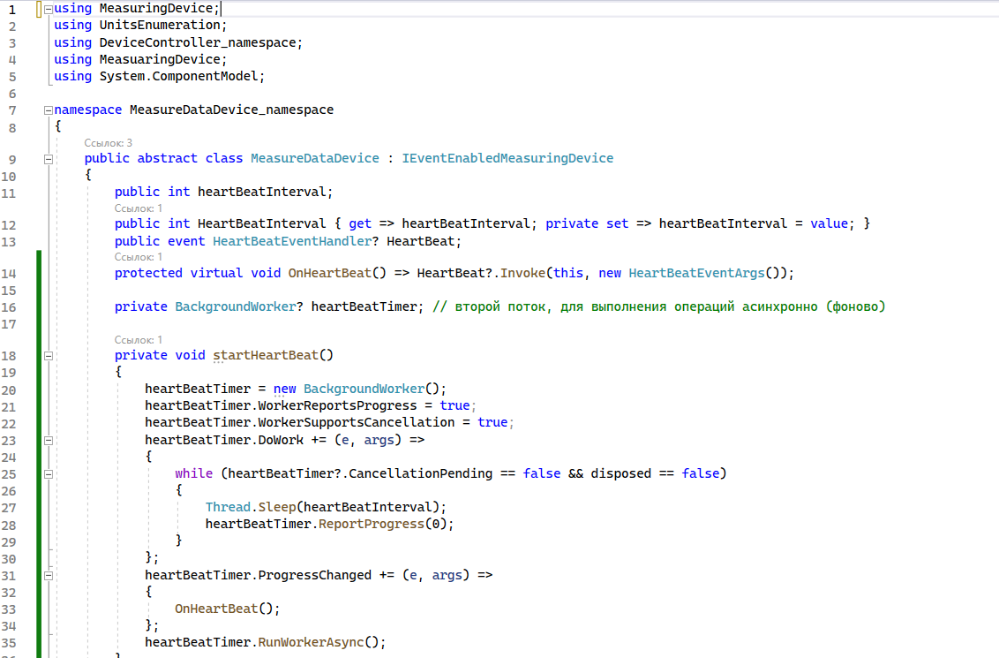 1 using MeasuringDevice;
2 using UnitsEnumeration;
3 using DeviceController_namespace;
4 using MeasuaringDevice;
5 using System.ComponentModel;
6
7 namespace MeasureDataDevice_namespace
8 {
Ссылок: 3
9 public abstract class MeasureDataDevice : IEventEnabledMeasuringDevice
10 {
11 public int heartBeatInterval;
Ссылок: 1
12 public int HeartBeatInterval { get => heartBeatInterval; private set => heartBeatInterval = value; }
13 public event HeartBeatEventHandler? HeartBeat;
Ссылок: 1
14 protected virtual void OnHeartBeat() => HeartBeat?.Invoke(this, new HeartBeatEventArgs());
15
16 private BackgroundWorker? heartBeatTimer; // второй поток, для выполнения операций асинхронно (фоново)
17
Ссылок: 1
18 private void startHeartBeat()
19 {
20 heartBeatTimer = new BackgroundWorker();
21 heartBeatTimer.WorkerReportsProgress = true;
22 heartBeatTimer.WorkerSupportsCancellation = true;
23 heartBeatTimer.DoWork += (e, args) =>
24 {
25 while (heartBeatTimer?.CancellationPending == false && disposed == false)
26 {
27 Thread.Sleep(heartBeatInterval);
28 heartBeatTimer.ReportProgress(0);
29 }
30 };
31 heartBeatTimer.ProgressChanged += (e, args) =>
32 {
33 OnHeartBeat();
34 };
35 heartBeatTimer.RunWorkerAsync();